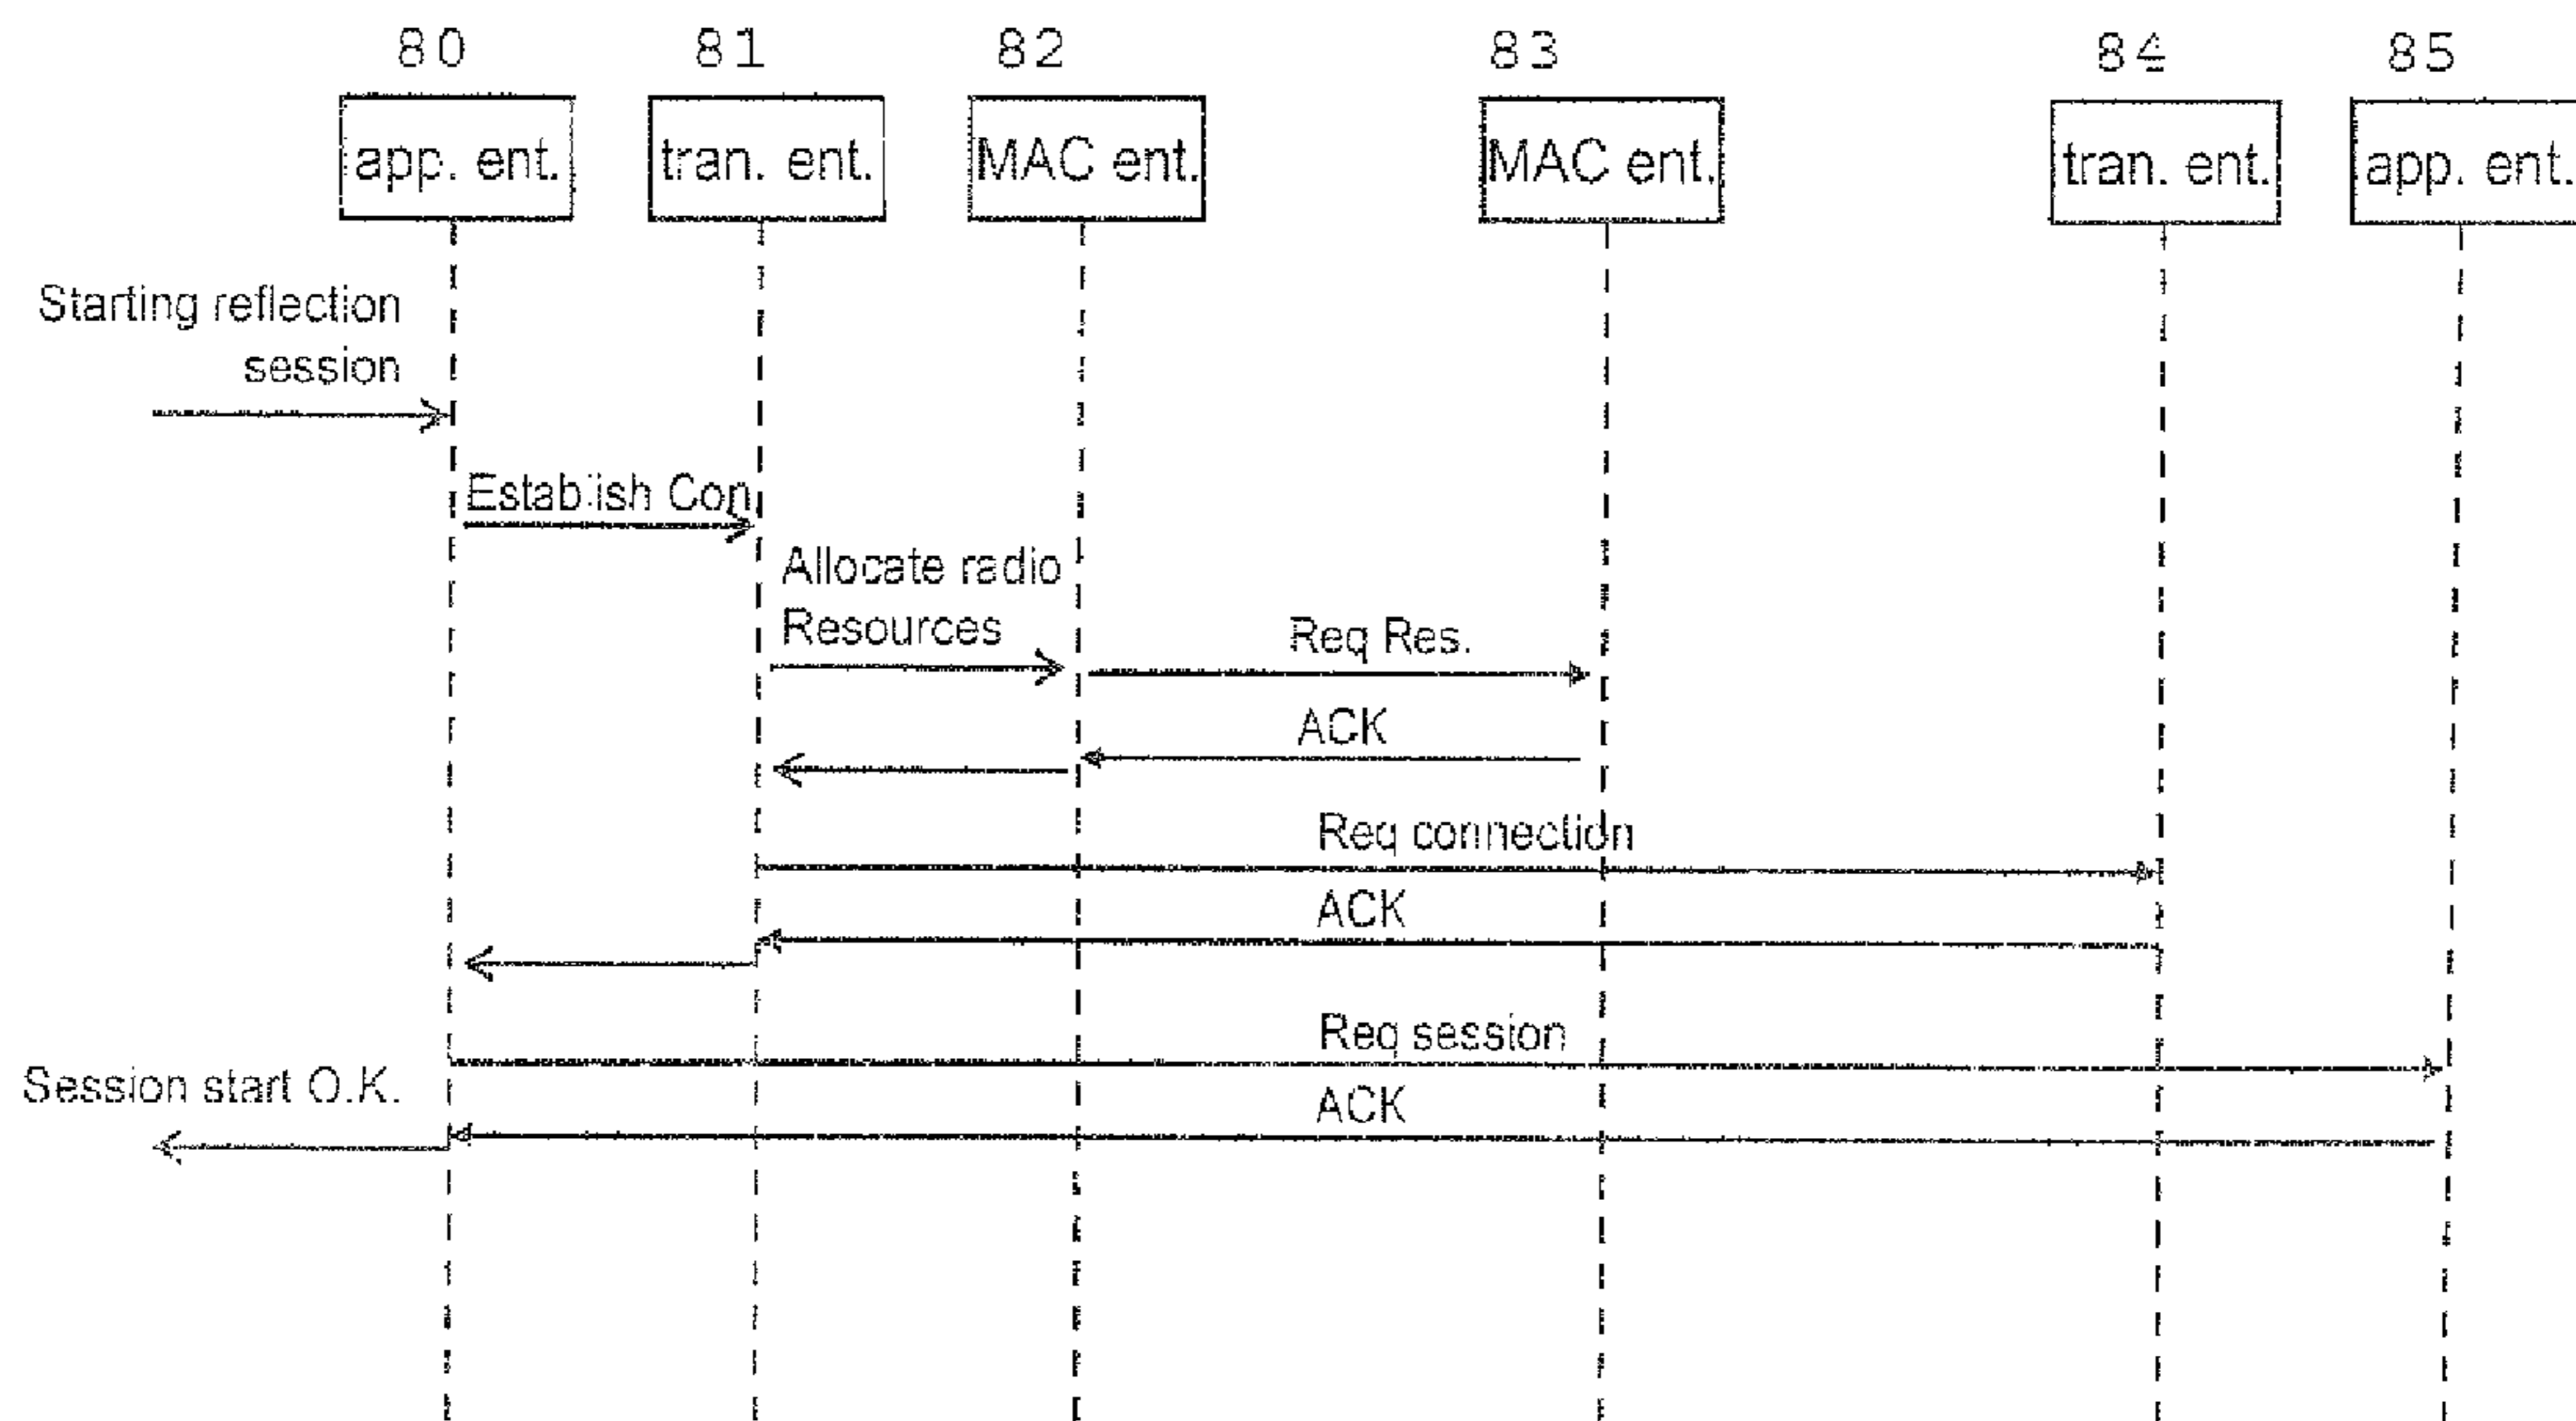 80 81 82 83 84 85
app. ent. tran. ent. MAC ent. MAC ent. tran. ent. app. ent.
Starting reflection
session
Establish Con
Allocate radio
Resources
Req Res.
ACK
Req connection
ACK
Req session
Session start O.K.
ACK